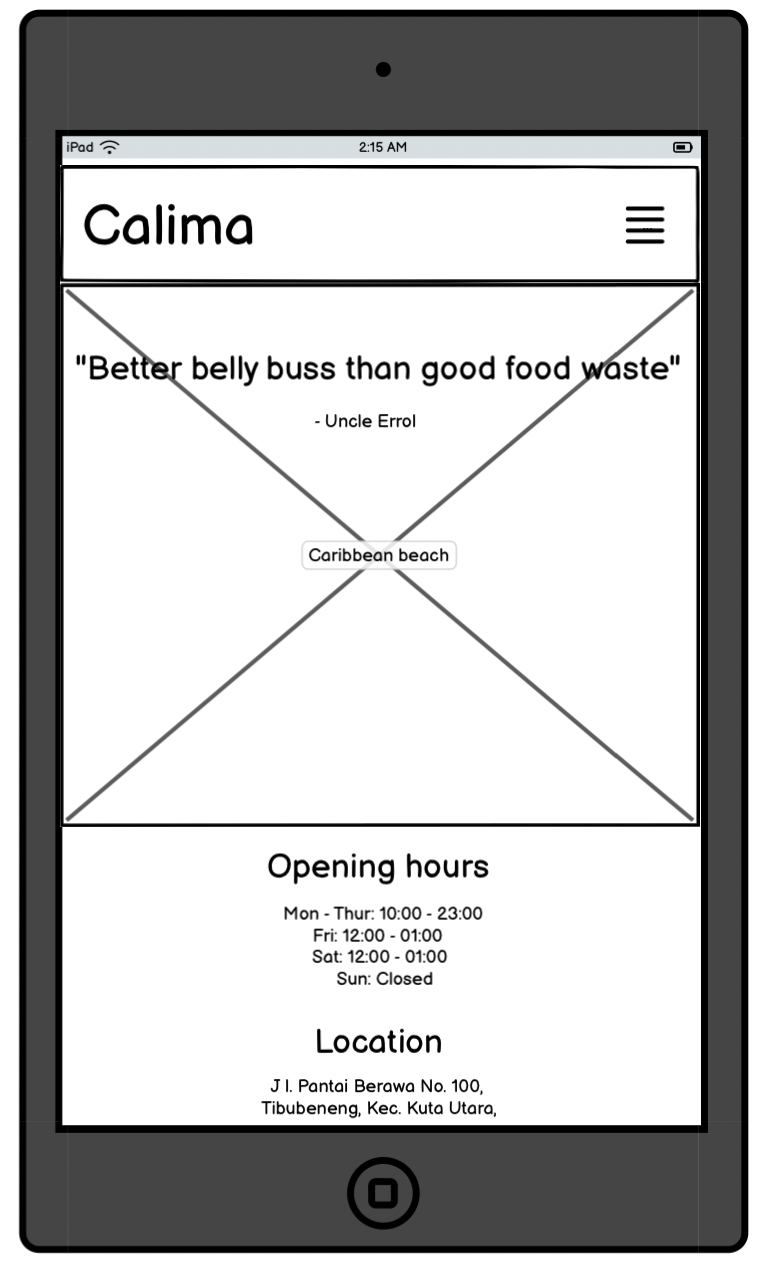 iPad 2:15 AM
Calima
"Better belly buss than good food waste"
- Uncle Errol
Caribbean beach
Opening hours
Mon - Thur: 10:00 - 23:00
Fri: 12:00 - 01:00
Sat: 12:00 - 01:00
Sun: Closed
Location
J l. Pantai Berawa No. 100,
Tibubeneng, Kec. Kuta Utara,